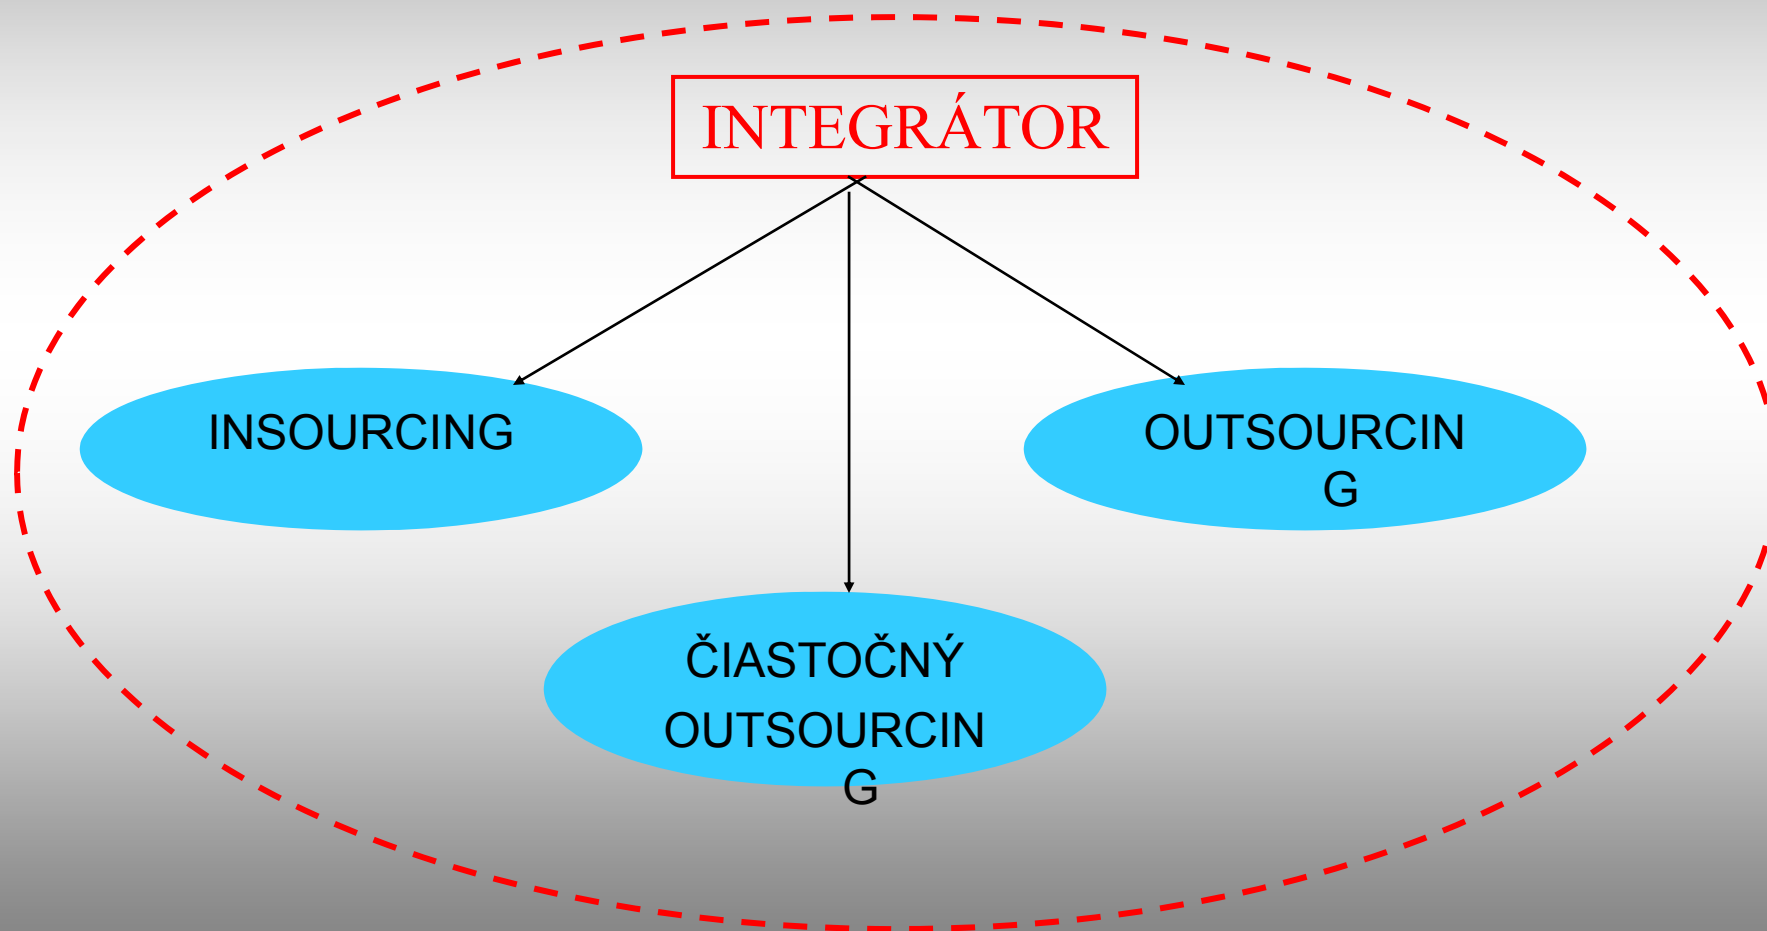 INTEGRÁTOR
INSOURCING
OUTSOURCIN
G
ČIASTOČNÝ
OUTSOURCIN
G